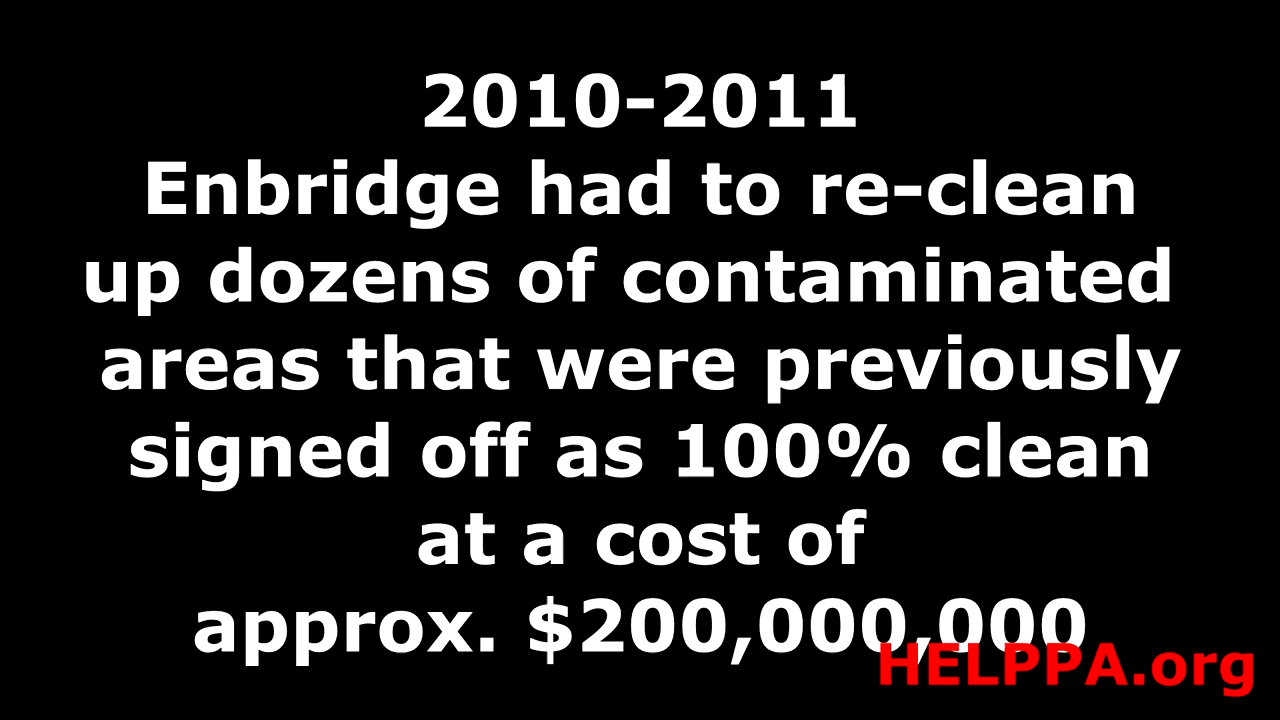 2010-2011
Enbridge had to re-clean
up dozens of contaminated
areas that were previously
signed off as 100% clean
at a cost of
approx. $200,000,000
HELPPA.org